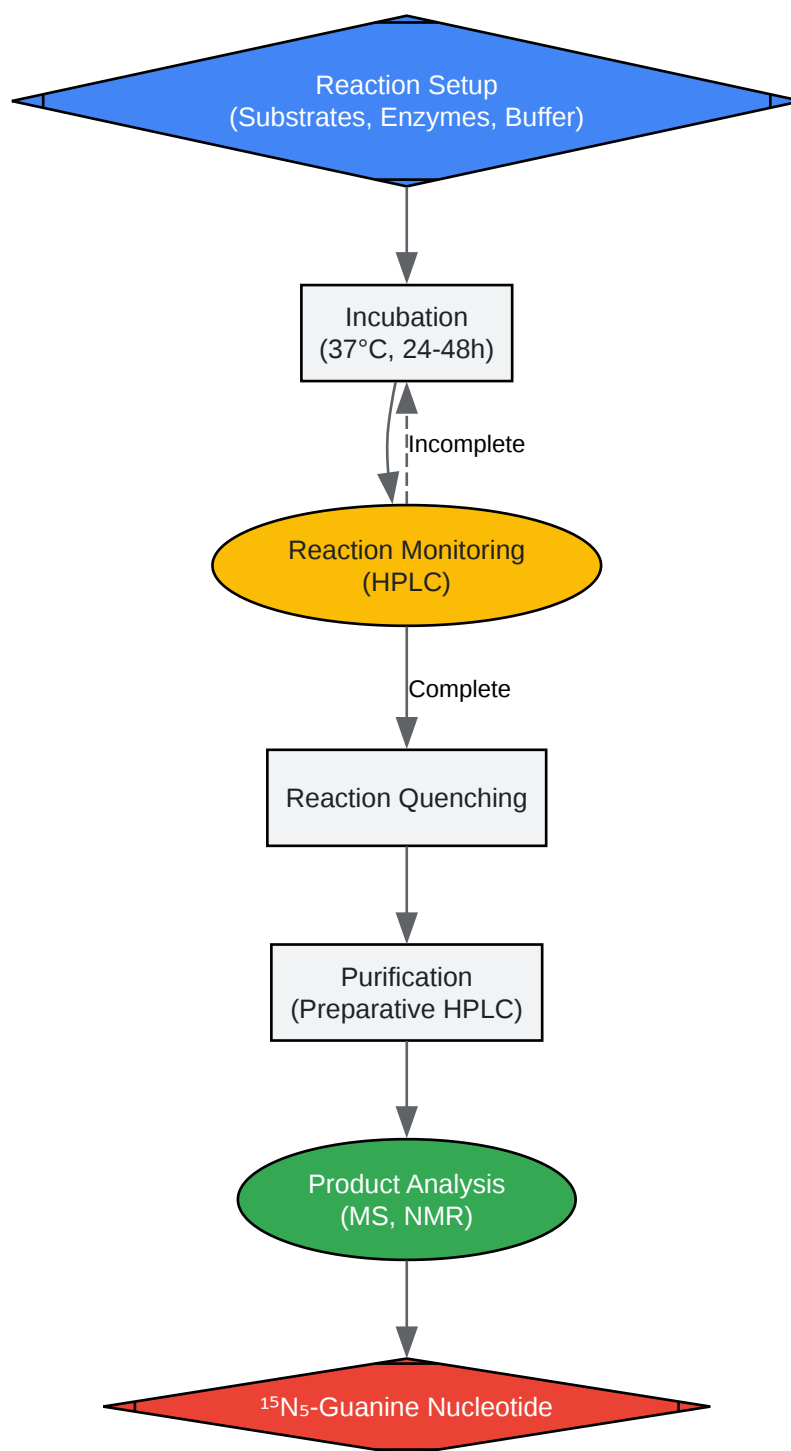 Reaction Setup
(Substrates, Enzymes, Buffer)
Incubation
(37°C, 24-48h)
Incomplete
Reaction Monitoring
(HPLC)
Complete
Reaction Quenching
Purification
(Preparative HPLC)
Product Analysis
(MS, NMR)
¹⁵N₅-Guanine Nucleotide